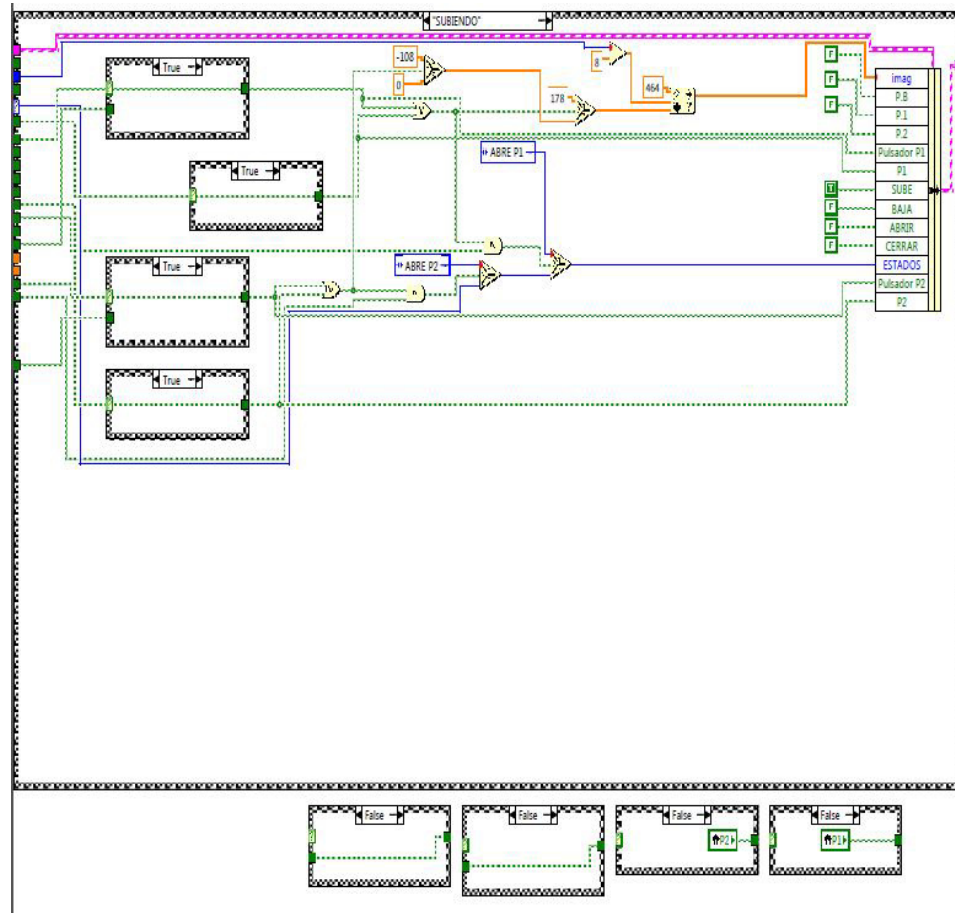 "SUBIENDO"
True
True
True
True
-108
0
8
178
464
ABRE P1
ABRE P2
F
F
F
T
F
F
F
imag
P.B
P.1
P.2
Pulsador P1
P1
SUBE
BAJA
ABRIR
CERRAR
ESTADOS
Pulsador P2
P2
False
False
False
False
P2
P1